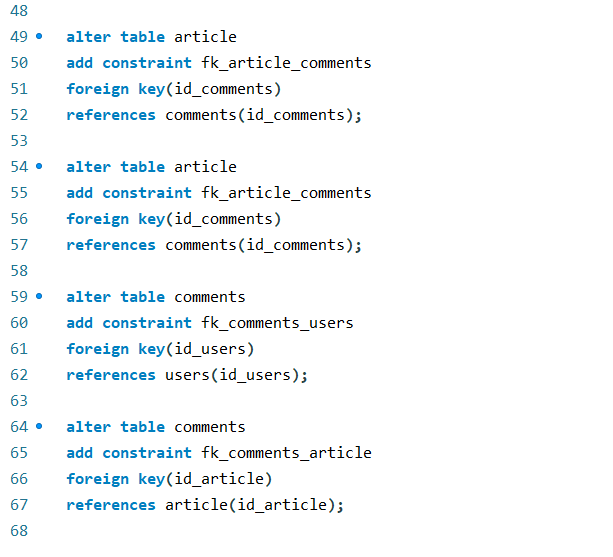 48
49 alter table article
50 add constraint fk_article_comments
51 foreign key(id_comments)
52 references comments(id_comments);
53
54 alter table article
55 add constraint fk_article_comments
56 foreign key(id_comments)
57 references comments(id_comments);
58
59 alter table comments
60 add constraint fk_comments_users
61 foreign key(id_users)
62 references users(id_users);
63
64 alter table comments
65 add constraint fk_comments_article
66 foreign key(id_article)
67 references article(id_article);
68